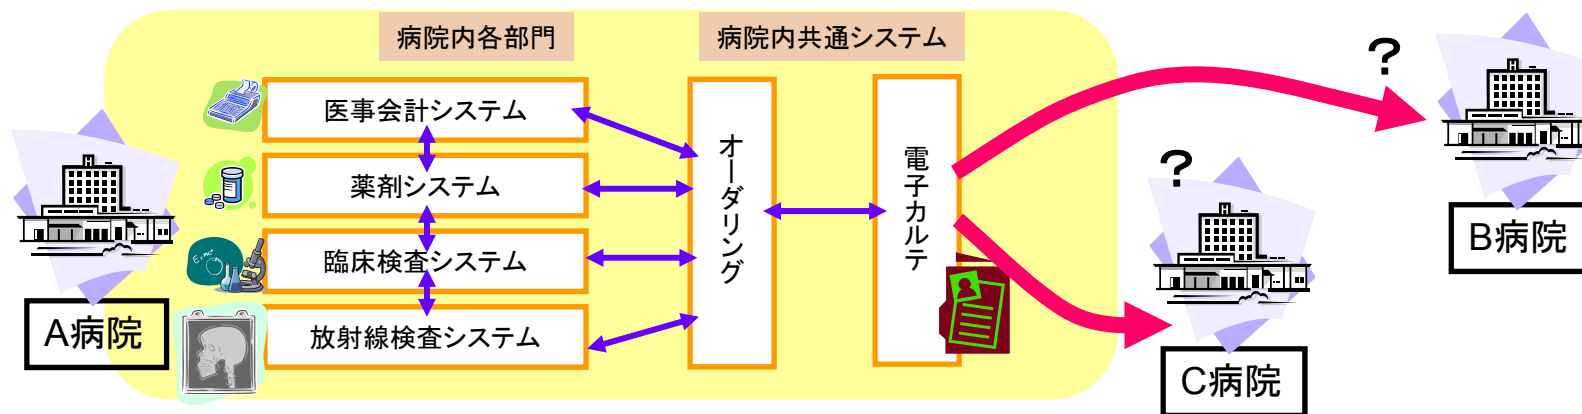 病院内各部門
病院内共通システム
医事会計システム
薬剤システム
臨床検査システム
放射線検査システム
オーダリング
電子カルテ
?
?
A病院
B病院
C病院
H
H
H
E=mc²